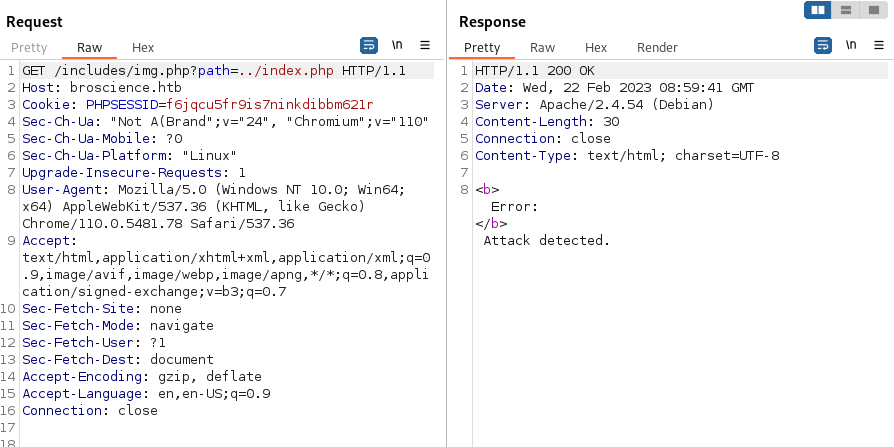 Request
Pretty Raw Hex \n
1 GET /includes/img.php?path=../index.php HTTP/1.1
2 Host: broscience.htb
3 Cookie: PHPSESSID=f6jqcu5fr9is7ninkdibbm621r
4 Sec-Ch-Ua: "Not A(Brand";v="24", "Chromium";v="110"
5 Sec-Ch-Ua-Mobile: ?0
6 Sec-Ch-Ua-Platform: "Linux"
7 Upgrade-Insecure-Requests: 1
8 User-Agent: Mozilla/5.0 (Windows NT 10.0; Win64;
x64) AppleWebKit/537.36 (KHTML, like Gecko)
Chrome/110.0.5481.78 Safari/537.36
9 Accept:
text/html,application/xhtml+xml,application/xml;q=0
.9,image/avif,image/webp,image/apng,*/*;q=0.8,appli
cation/signed-exchange;v=b3;q=0.7
10 Sec-Fetch-Site: none
11 Sec-Fetch-Mode: navigate
12 Sec-Fetch-User: ?1
13 Sec-Fetch-Dest: document
14 Accept-Encoding: gzip, deflate
15 Accept-Language: en,en-US;q=0.9
16 Connection: close
17
18
Response
Pretty Raw Hex Render \n
1 HTTP/1.1 200 OK
2 Date: Wed, 22 Feb 2023 08:59:41 GMT
3 Server: Apache/2.4.54 (Debian)
4 Content-Length: 30
5 Connection: close
6 Content-Type: text/html; charset=UTF-8
7
8 <b>
Error:
</b>
Attack detected.